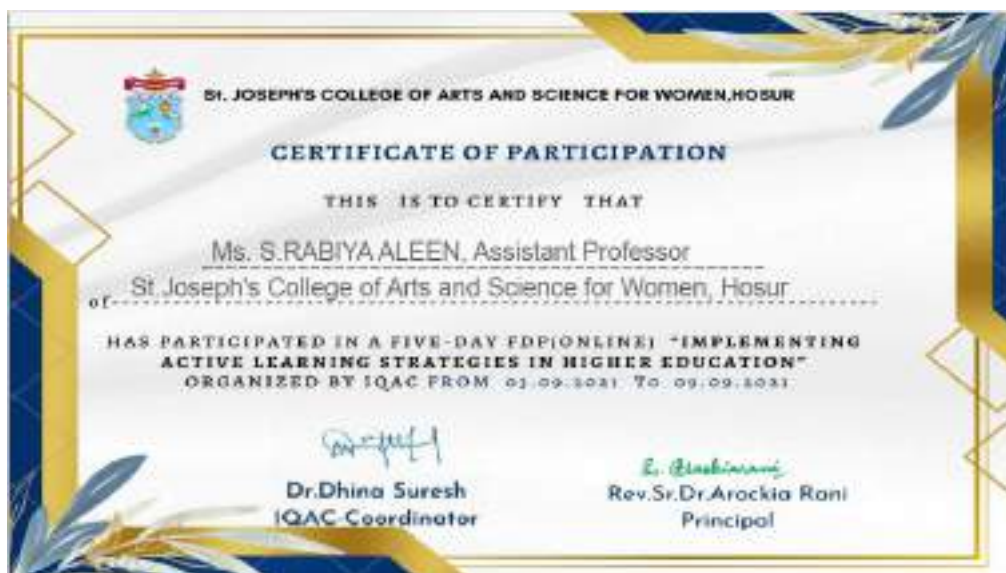 St. JOSEPH'S COLLEGE OF ARTS AND SCIENCE FOR WOMEN,HOSUR
CERTIFICATE OF PARTICIPATION
THIS IS TO CERTIFY THAT
Ms. S.RABIYA ALEEN, Assistant Professor
of St.Joseph's College of Arts and Science for Women, Hosur
HAS PARTICIPATED IN A FIVE-DAY FDP(ONLINE) "IMPLEMENTING
ACTIVE LEARNING STRATEGIES IN HIGHER EDUCATION"
ORGANIZED BY IQAC FROM 03.09.2021 TO 09.09.2021
Dr.Dhina Suresh
Rev.Sr.Dr.Arockia Rani
IQAC Coordinator
Principal